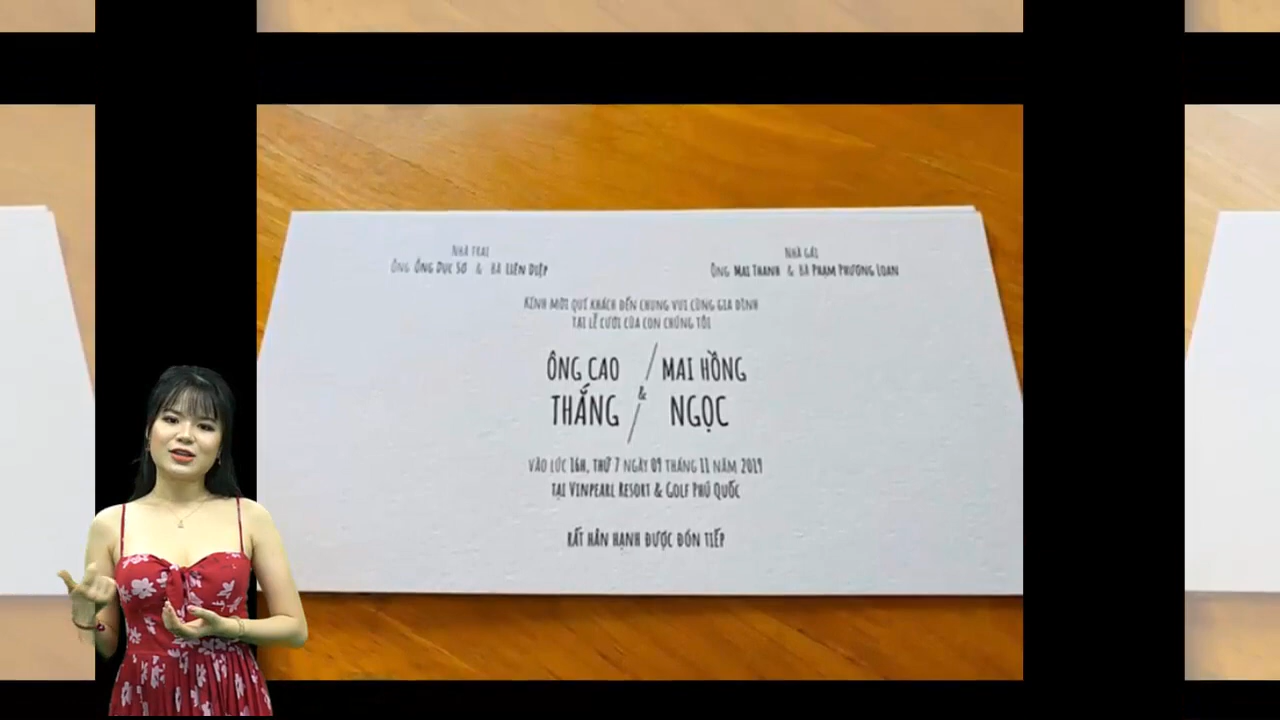 NHÀ TRAI
ÔNG ÔNG DỤC SƠ & BÀ LIÊN DIỆP
NHÀ GÁI
ÔNG MAI THANH & BÀ PHẠM PHƯƠNG LOAN
KÍNH MỜI QUÍ KHÁCH ĐẾN CHUNG VUI CÙNG GIA ĐÌNH
TẠI LỄ CƯỚI CỦA CON CHÚNG TÔI
ÔNG CAO THẮNG
&
MAI HỒNG NGỌC
VÀO LÚC 16H, THỨ 7 NGÀY 09 THÁNG 11 NĂM 2019
TẠI VINPEARL RESORT & GOLF PHÚ QUỐC
RẤT HÂN HẠNH ĐƯỢC ĐÓN TIẾP